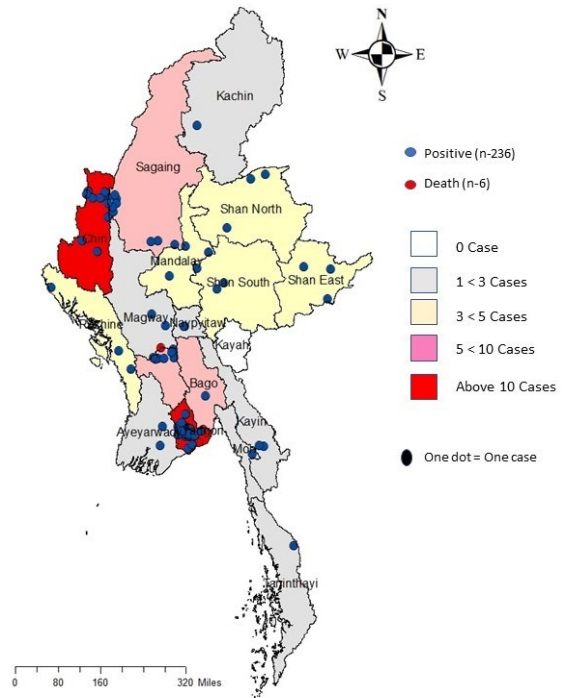 N
W E
S
Kachin
Positive (n-236)
Sagaing
Death (n-6)
Shan North
Chin
0 Case
Mandalay
Shan South
Shan East
1 < 3 Cases
Magway
Naypyitaw
3 < 5 Cases
Kayah
5 < 10 Cases
Bago
Above 10 Cases
Ayeyarwady
Kayin
One dot = One case
0 80 160 320 Miles